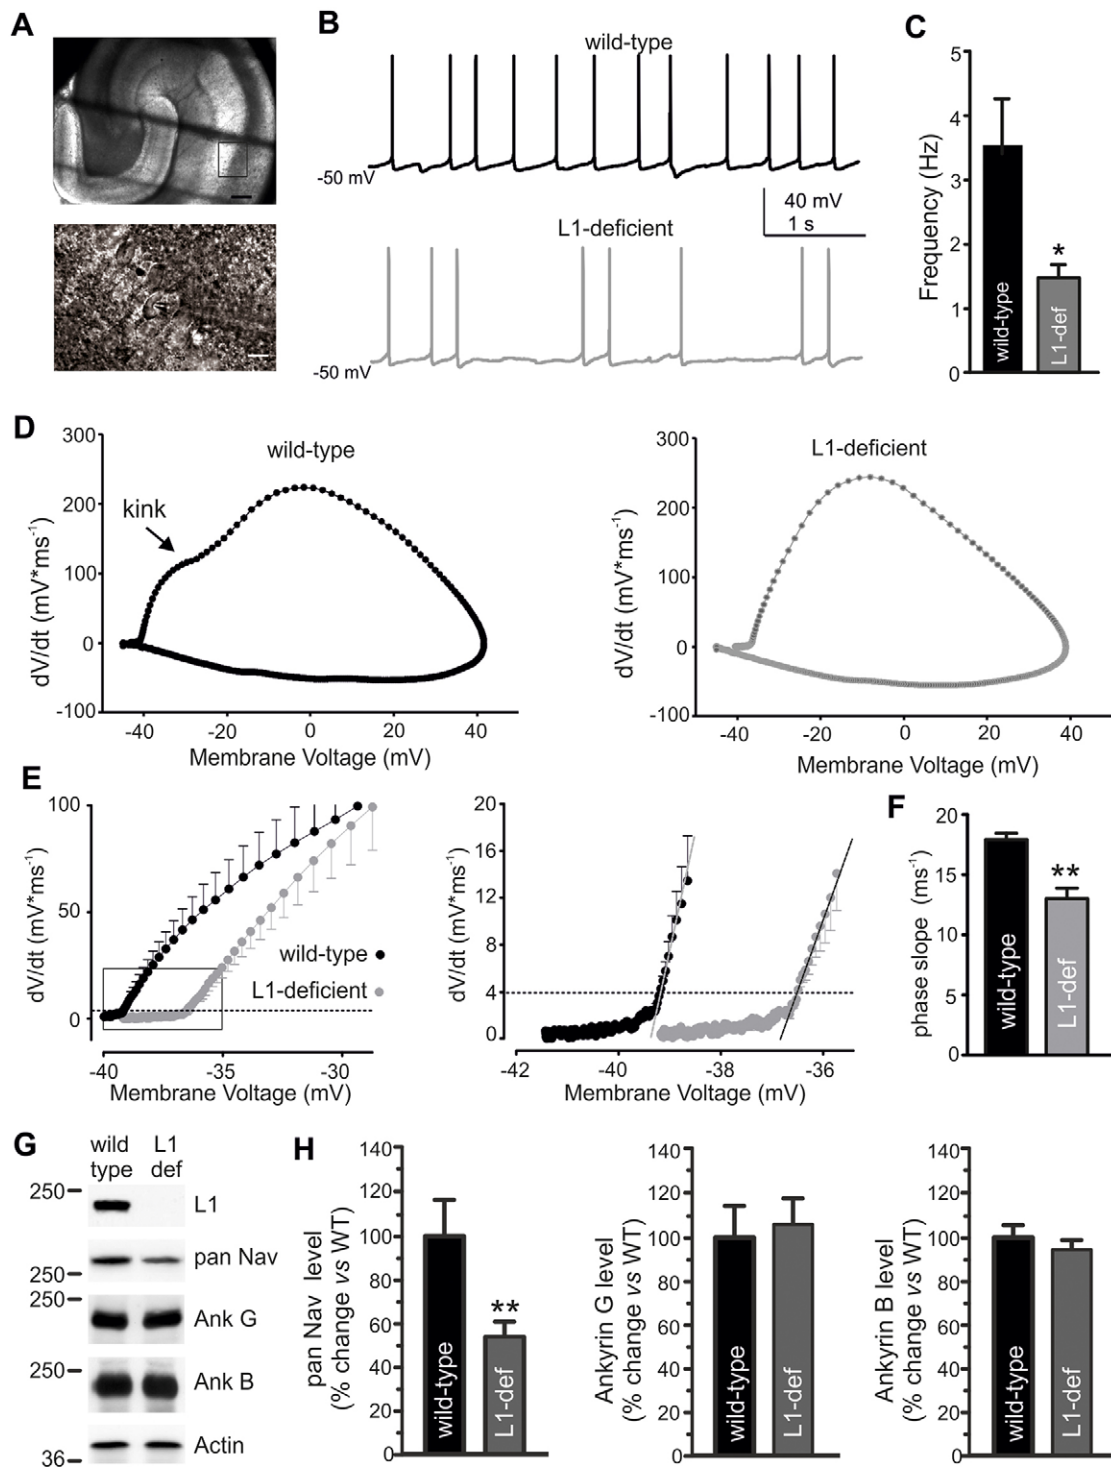 A
B
wild-type
-50 mV
40 mV
1 s
L1-deficient
-50 mV
C
Frequency (Hz)
5
4
3
2
1
0
wild-type
*
L1-def
D
wild-type
kink
dV/dt (mV*ms-1)
300
200
100
0
-100
-40
-20
0
20
40
Membrane Voltage (mV)
L1-deficient
dV/dt (mV*ms-1)
300
200
100
0
-100
-40
-20
0
20
40
Membrane Voltage (mV)
E
dV/dt (mV*ms-1)
100
50
0
wild-type
L1-deficient
-40
-35
-30
Membrane Voltage (mV)
dV/dt (mV*ms-1)
20
16
12
8
4
0
-42
-40
-38
-36
Membrane Voltage (mV)
F
phase slope (ms-1)
20
15
10
5
0
wild-type
**
L1-def
G
wild type
L1 def
250
L1
pan Nav
250
250
Ank G
250
Ank B
Actin
36
H
pan Nav level
(% change vs WT)
140
120
100
80
60
40
20
0
wild-type
**
L1-def
Ankyrin G level
(% change vs WT)
140
120
100
80
60
40
20
0
wild-type
L1-def
Ankyrin B level
(% change vs WT)
140
120
100
80
60
40
20
0
wild-type
L1-def